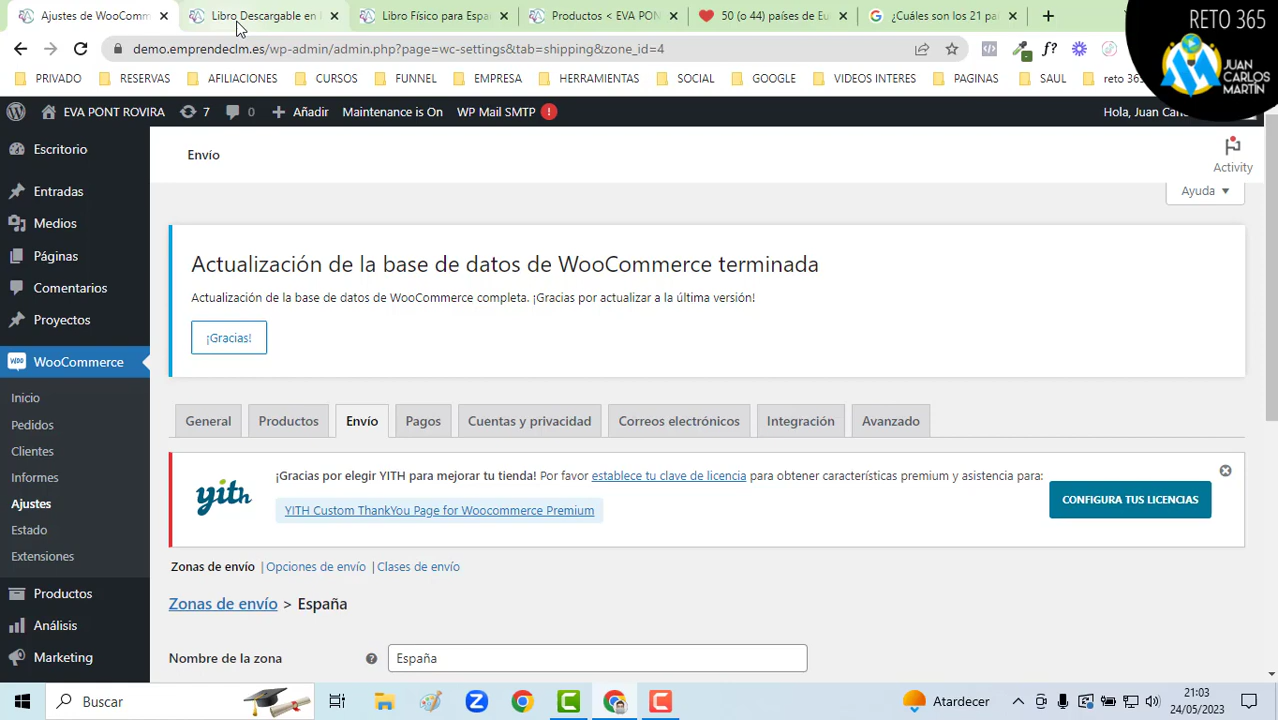 Ajustes de WooComm
Libro Descargable en
Libro Físico para Espa
Productos < EVA PONT
50 (o 44) países de Eu
¿Cuáles son los 21 pa
RETO 365
demo.emprendeclm.es/wp-admin/admin.php?page=wc-settings&tab=shipping&zone_id=4
JUAN
CARLOS
MARTÍN
PRIVADO
RESERVAS
AFILIACIONES
CURSOS
FUNNEL
EMPRESA
HERRAMIENTAS
SOCIAL
GOOGLE
VIDEOS INTERES
PAGINAS
SAUL
reto 36
EVA PONT ROVIRA
7
0
Añadir
Maintenance is On
WP Mail SMTP
!
Hola, Juan Car
Escritorio
Entradas
Medios
Páginas
Comentarios
Proyectos
WooCommerce
Inicio
Pedidos
Clientes
Informes
Ajustes
Estado
Extensiones
Productos
Análisis
Marketing
Envío
Activity
Ayuda
Actualización de la base de datos de WooCommerce terminada
Actualización de la base de datos de WooCommerce completa. ¡Gracias por actualizar a la última versión!
¡Gracias!
General
Productos
Envío
Pagos
Cuentas y privacidad
Correos electrónicos
Integración
Avanzado
yith
¡Gracias por elegir YITH para mejorar tu tienda! Por favor establece tu clave de licencia para obtener características premium y asistencia para:
YITH Custom ThankYou Page for Woocommerce Premium
CONFIGURA TUS LICENCIAS
Zonas de envío | Opciones de envío | Clases de envío
Zonas de envío > España
Nombre de la zona
España
Buscar
Atardecer
21:03
24/05/2023